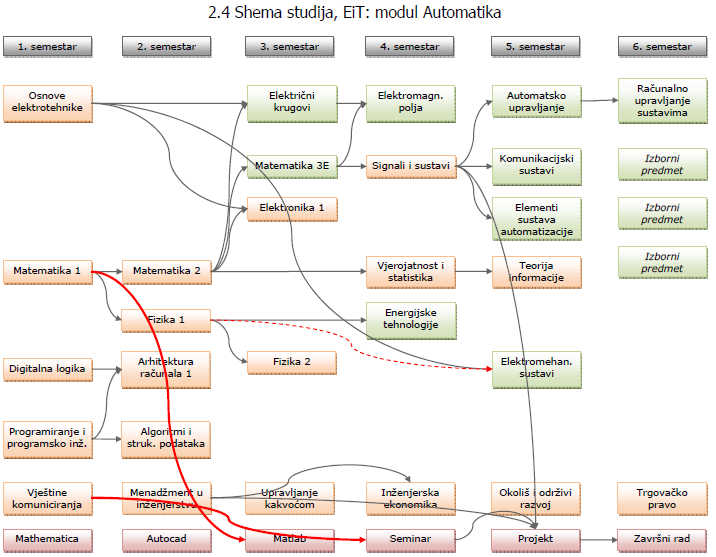 2.4 Shema studija, EiT: modul Automatika
1. semestar
2. semestar
3. semestar
4. semestar
5. semestar
6. semestar
Osnove
elektrotehnike
Električni
krugovi
Elektromagn.
polja
Automatsko
upravljanje
Računalno
upravljanje
sustavima
Matematika 3E
Signali i sustavi
Komunikacijski
sustavi
Izborni
predmet
Elektronika 1
Elementi
sustava
automatizacije
Izborni
predmet
Matematika 1
Matematika 2
Vjerojatnost i
statistika
Teorija
informacije
Izborni
predmet
Fizika 1
Energijske
tehnologije
Digitalna logika
Arhitektura
računala 1
Fizika 2
Elektromehan.
sustavi
Programiranje i
programsko inž.
Algoritmi i
struk. podataka
Vještine
komuniciranja
Menadžment u
inženjerstvu
Upravljanje
kakvoćom
Inženjerska
ekonomika
Okoliš i održivi
razvoj
Trgovačko
pravo
Mathematica
Autocad
Matlab
Seminar
Projekt
Završni rad